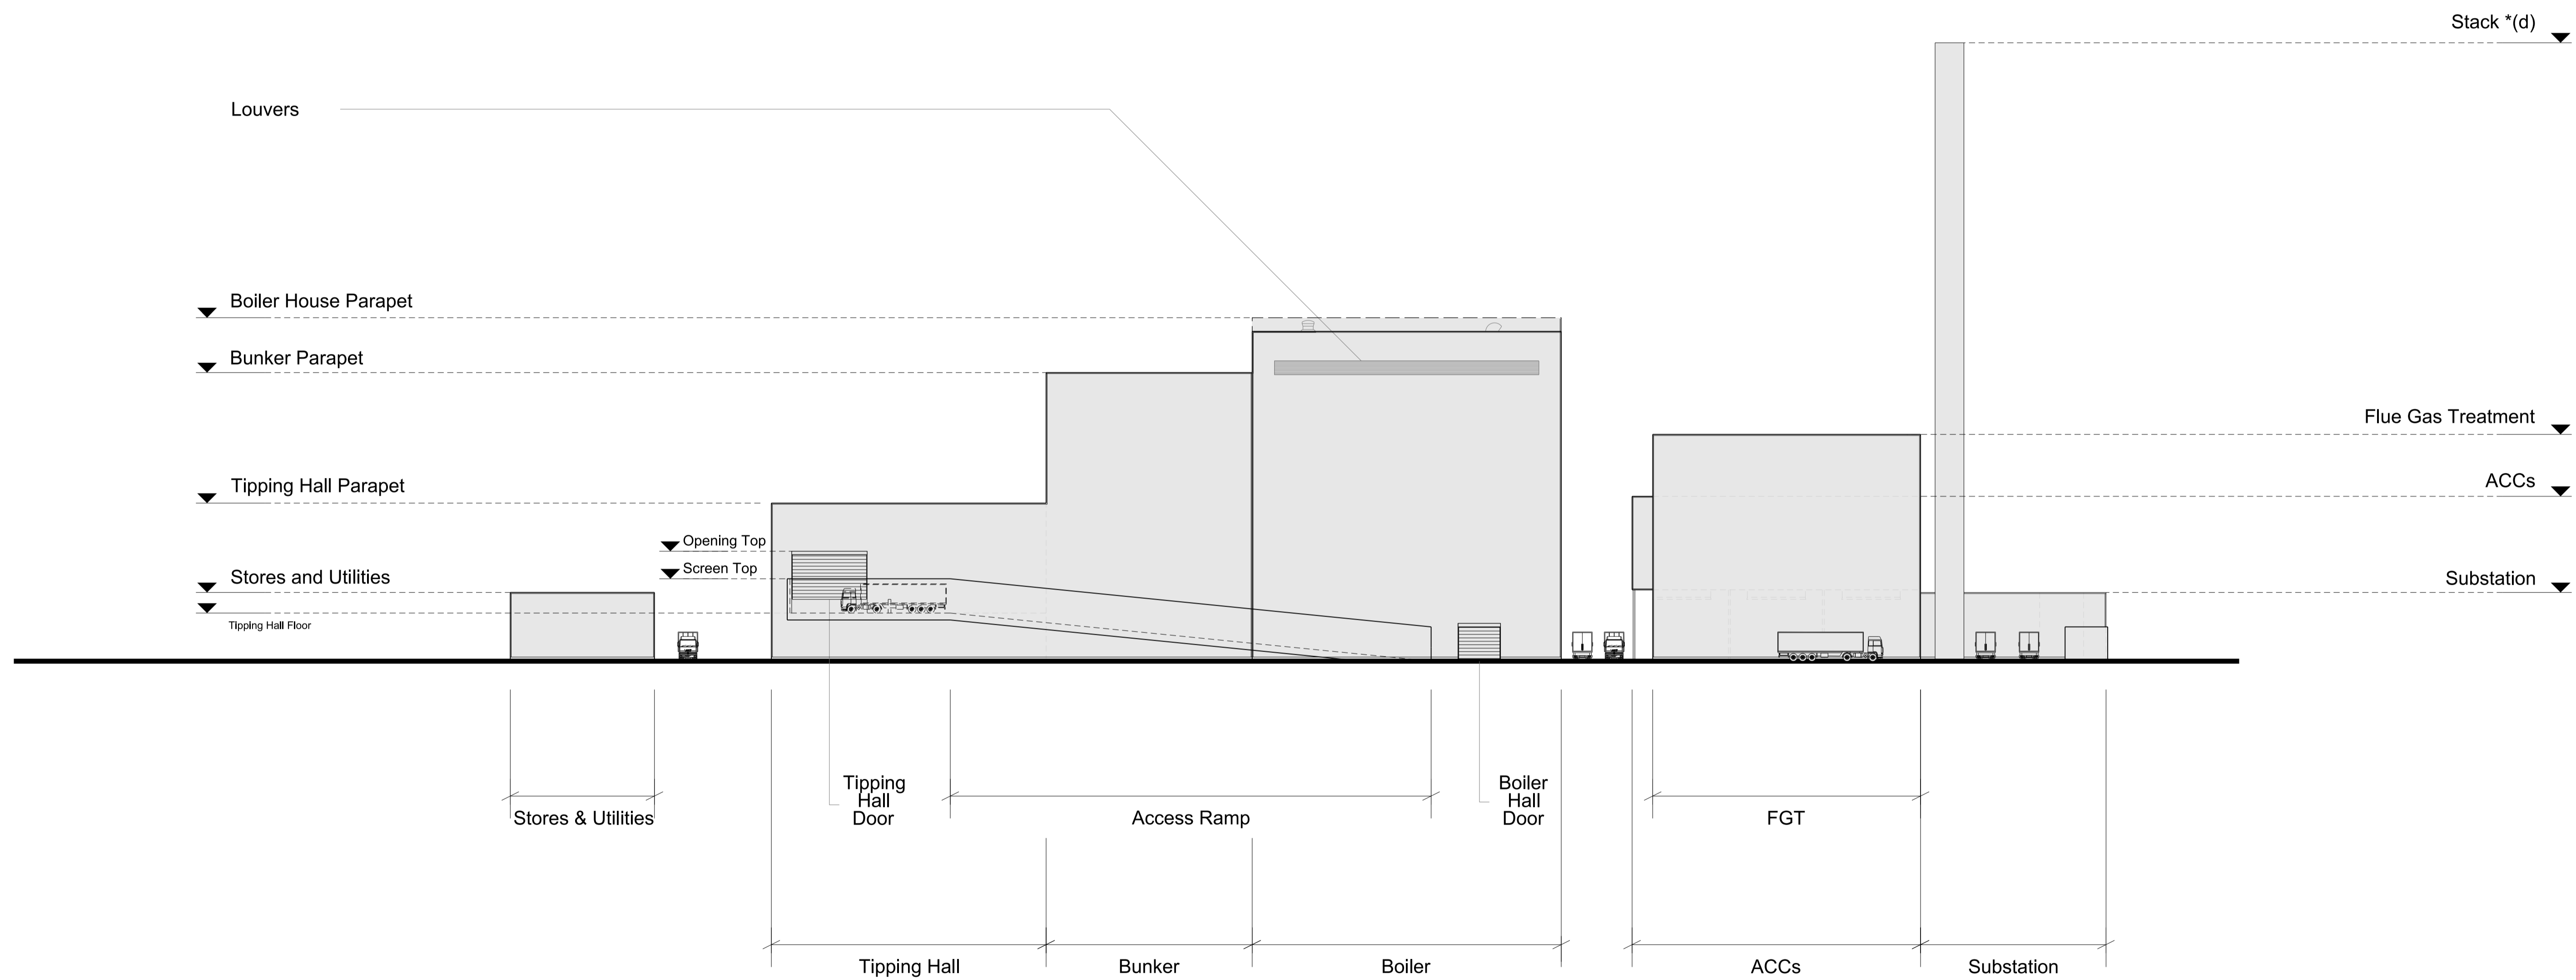 Stack *(d)
Louvers
Boiler House Parapet
Bunker Parapet
Flue Gas Treatment
Tipping Hall Parapet
ACCs
Opening Top
Screen Top
Stores and Utilities
Substation
Tipping Hall Floor
Tipping
Hall
Door
Boiler
Hall
Door
Stores & Utilities
Access Ramp
FGT
Tipping Hall
Bunker
Boiler
ACCs
Substation